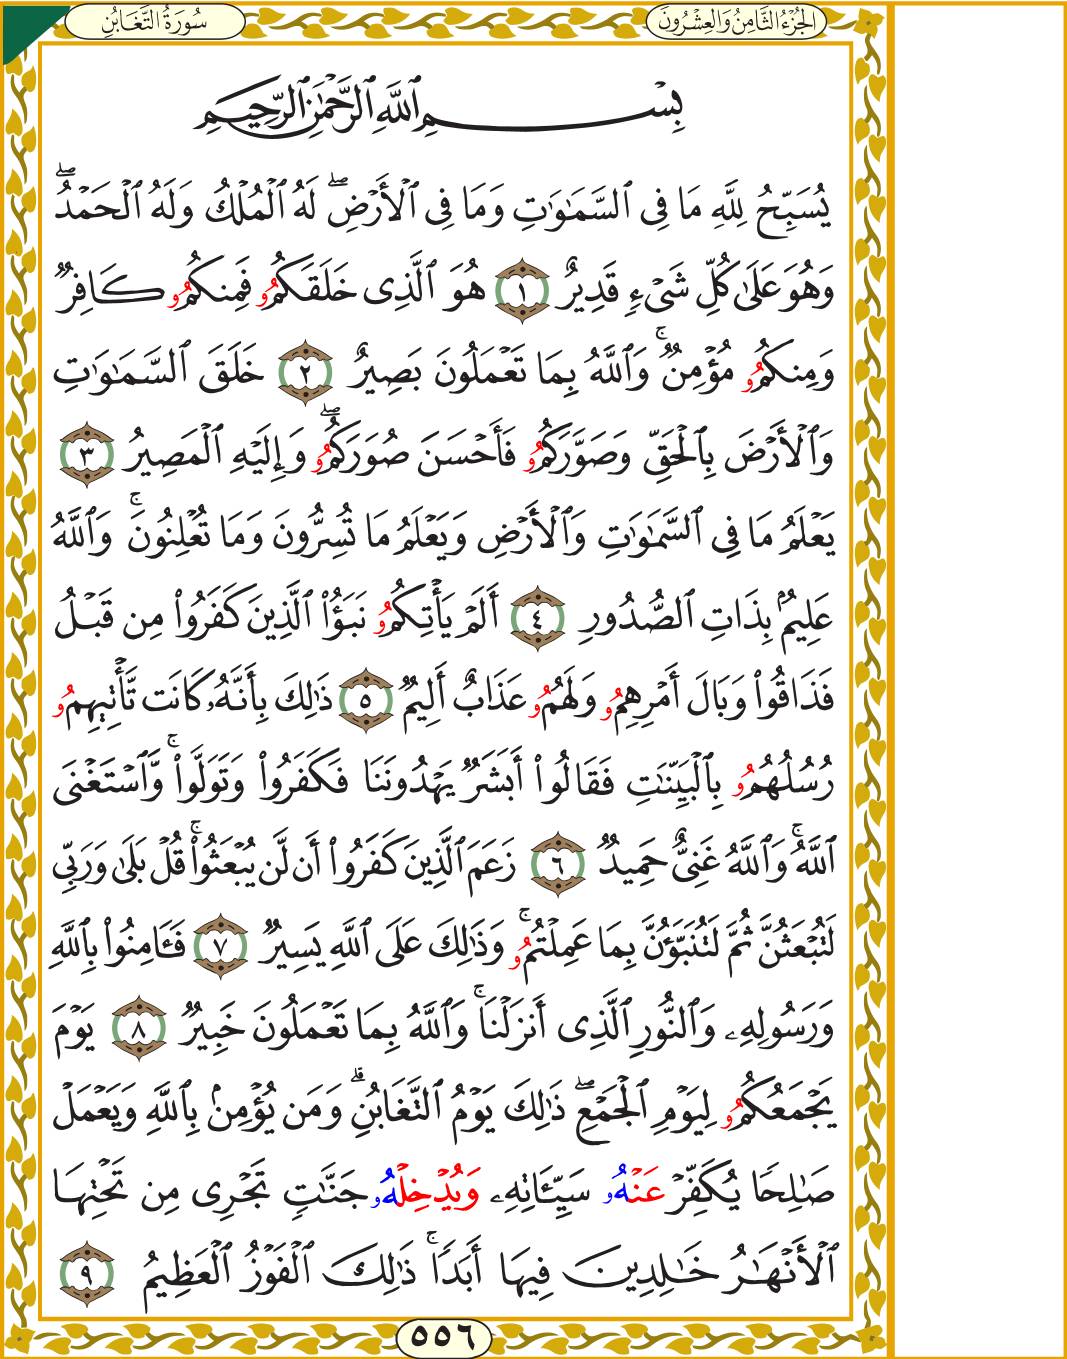 الجُزْءُ الثَّامِنُ وَالعِشْرُونَ
سُورَةُ التَّغَابُنِ
بِسْمِ ٱللَّهِ ٱلرَّحْمَٰنِ ٱلرَّحِيمِ
يُسَبِّحُ لِلَّهِ مَا فِى ٱلسَّمَٰوَٰتِ وَمَا فِى ٱلْأَرْضِۖ لَهُ ٱلْمُلْكُ وَلَهُ ٱلْحَمْدُۖ
وَهُوَ عَلَىٰ كُلِّ شَىْءٍ قَدِيرٌ ١ هُوَ ٱلَّذِى خَلَقَكُمُۥ فَمِنكُمُۥ كَافِرٌ
وَمِنكُمُۥ مُؤْمِنٌۚ وَٱللَّهُ بِمَا تَعْمَلُونَ بَصِيرٌ ٢ خَلَقَ ٱلسَّمَٰوَٰتِ
وَٱلْأَرْضَ بِٱلْحَقِّ وَصَوَّرَكُمُۥ فَأَحْسَنَ صُوَرَكُمُۥۖ وَإِلَيْهِ ٱلْمَصِيرُ ٣
يَعْلَمُ مَا فِى ٱلسَّمَٰوَٰتِ وَٱلْأَرْضِ وَيَعْلَمُ مَا تُسِرُّونَ وَمَا تُعْلِنُونَۚ وَٱللَّهُ
عَلِيمٌۢ بِذَاتِ ٱلصُّدُورِ ٤ أَلَمْ يَأْتِكُمُۥ نَبَؤُا۟ ٱلَّذِينَ كَفَرُوا۟ مِن قَبْلُ
فَذَاقُوا۟ وَبَالَ أَمْرِهِمُۥ وَلَهُمُۥ عَذَابٌ أَلِيمٌ ٥ ذَٰلِكَ بِأَنَّهُۥ كَانَت تَّأْتِيهِمُۥ
رُسُلُهُمُۥ بِٱلْبَيِّنَٰتِ فَقَالُوٓا۟ أَبَشَرٌ يَهْدُونَنَا فَكَفَرُوا۟ وَتَوَلَّوا۟ۚ وَّٱسْتَغْنَى
ٱللَّهُۚ وَٱللَّهُ غَنِىٌّ حَمِيدٌ ٦ زَعَمَ ٱلَّذِينَ كَفَرُوٓا۟ أَن لَّن يُبْعَثُوا۟ۚ قُلْ بَلَىٰ وَرَبِّى
لَتُبْعَثُنَّ ثُمَّ لَتُنَبَّؤُنَّ بِمَا عَمِلْتُمُۥۚ وَذَٰلِكَ عَلَى ٱللَّهِ يَسِيرٌ ٧ فَـَٔامِنُوا۟ بِٱللَّهِ
وَرَسُولِهِۦ وَٱلنُّورِ ٱلَّذِىٓ أَنزَلْنَاۚ وَٱللَّهُ بِمَا تَعْمَلُونَ خَبِيرٌ ٨ يَوْمَ
يَجْمَعُكُمُۥ لِيَوْمِ ٱلْجَمْعِۖ ذَٰلِكَ يَوْمُ ٱلتَّغَابُنِۗ وَمَن يُؤْمِنۢ بِٱللَّهِ وَيَعْمَلْ
صَٰلِحًا يُكَفِّرْ عَنْهُۥ سَيِّـَٔاتِهِۦ وَيُدْخِلْهُۥ جَنَّٰتٍ تَجْرِى مِن تَحْتِهَا
ٱلْأَنْهَٰرُ خَٰلِدِينَ فِيهَآ أَبَدًاۚ ذَٰلِكَ ٱلْفَوْزُ ٱلْعَظِيمُ ٩
٥٥٦